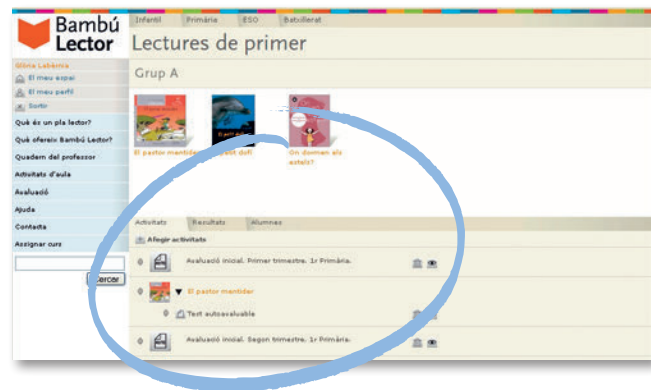 Bambú
Lector
Infantil Primària ESO Batxillerat
Lectures de primer
Glòria Labèrnia
El meu espai
El meu perfil
Sortir
Què és un pla lector?
Què ofereix Bambú Lector?
Quadern del professor
Activitats d'aula
Avaluació
Ajuda
Contacta
Assignar curs
Cercar
Grup A
El pastor mentider
dofí
On dormen els
estels?
Activitats Resultats Alumnes
Afegir activitats
Avaluació inicial. Primer trimestre. 1r Primària.
El pastor mentider
Test autoavaluable
Avaluació inicial. Segon trimestre. 1r Primària.